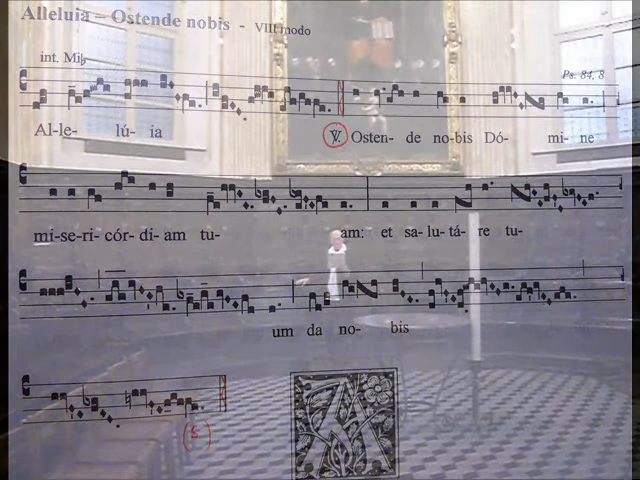 Alleluia – Ostende nobis - VIII modo
int. Mib
Ps. 84, 8
Al-le- lú- ia ℣ Osten- de no-bis Dó- mi- ne
mi-se-ri- cór- di- am tu- am: et sa- lu- tá- re tu-
um da no- bis
(s)
A